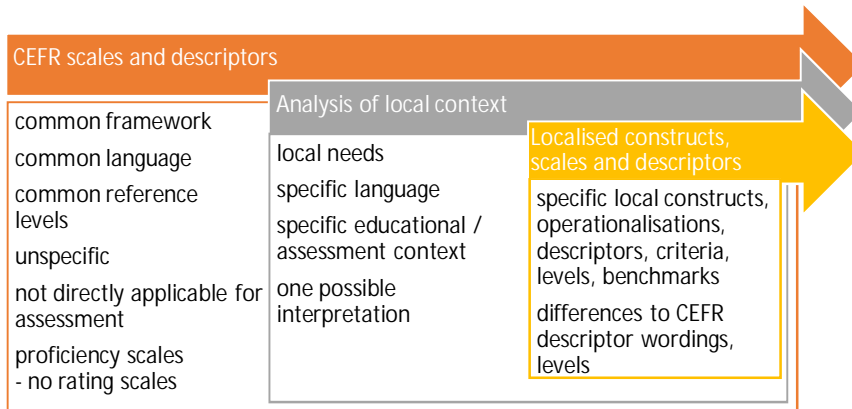 CEFR scales and descriptors
common framework
common language
common reference
levels
unspecific
not directly applicable for
assessment
proficiency scales
- no rating scales
Analysis of local context
local needs
specific language
specific educational /
assessment context
one possible
interpretation
Localised constructs,
scales and descriptors
specific local constructs,
operationalisations,
descriptors, criteria,
levels, benchmarks
differences to CEFR
descriptor wordings,
levels